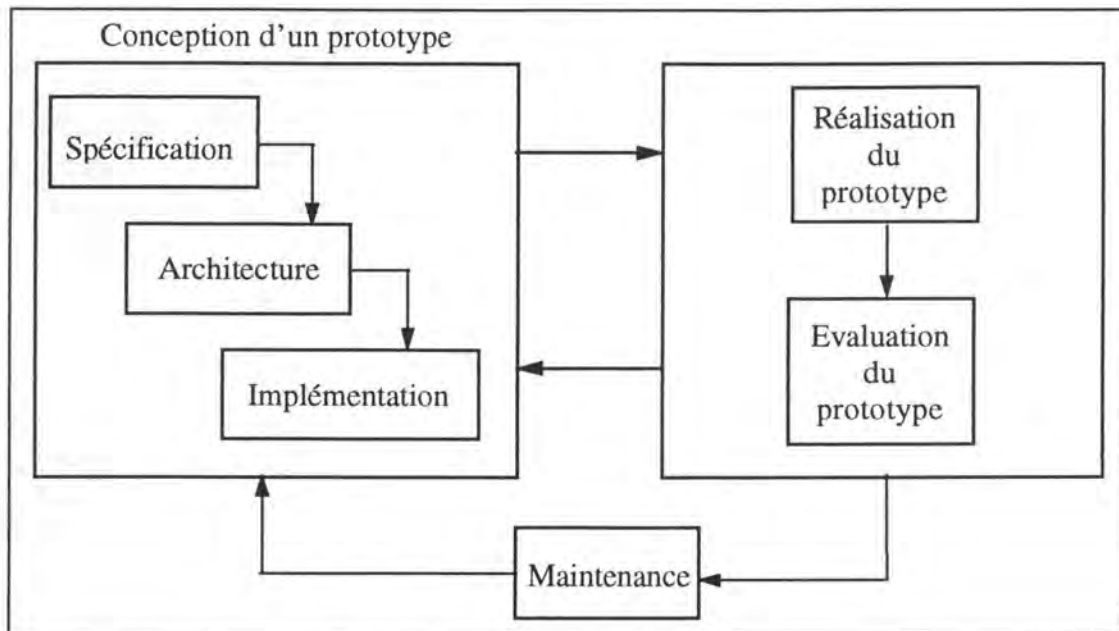 Conception d'un prototype
Spécification
Architecture
Implémentation
Réalisation
du
prototype
Evaluation
du
prototype
Maintenance